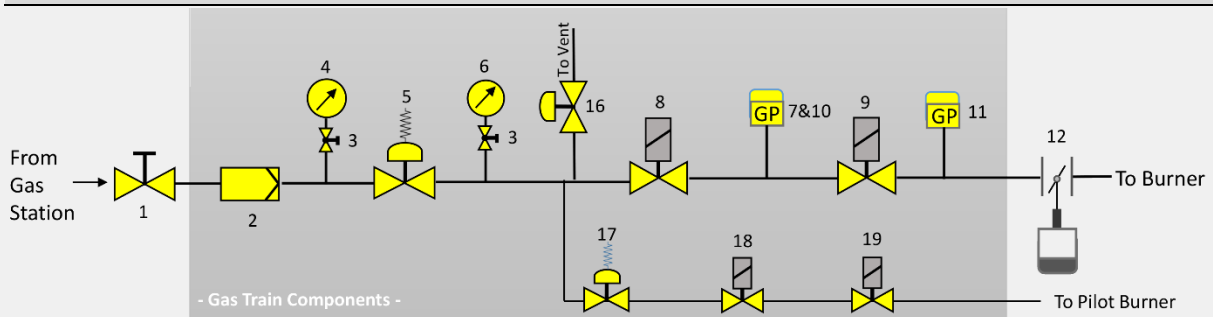 To Vent
4
6
5
16
8
GP
7&10
9
GP
11
12
3
3
From
Gas
Station
To Burner
1
2
17
18
19
- Gas Train Components -
To Pilot Burner